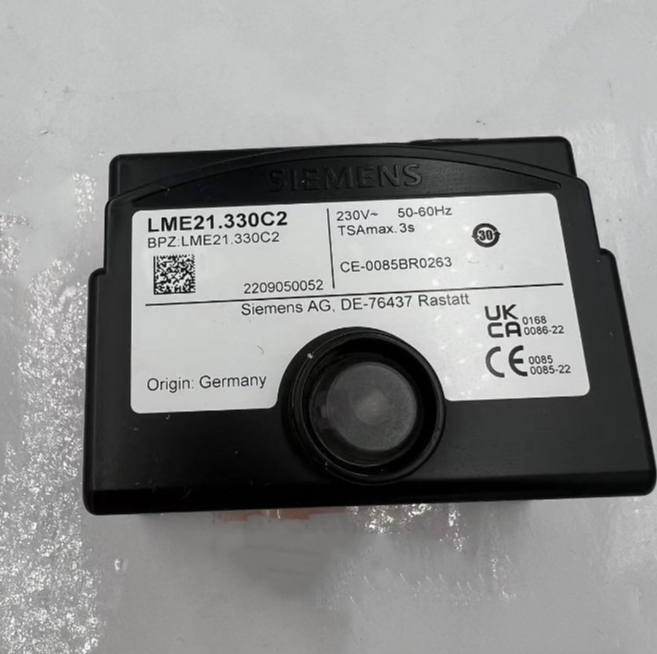 SIEMENS
LME21.330C2
BPZ:LME21.330C2
2209050052
230V~ 50-60Hz
TSAmax. 3s
30
CE-0085BR0263
Siemens AG, DE-76437 Rastatt
Origin: Germany
UK
CA
0168
0086-22
CE
0085
0085-22